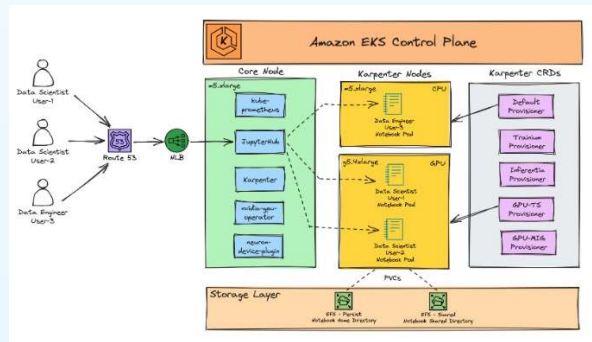 Amazon EKS Control Plane
Core Node
Karpenter Nodes
Karpenter CRDs
m5.xlarge
kube-prometheus
JupyterHub
Karpenter
nvidia-gpu-operator
neuron-device-plugin
m5.xlarge
CPU
Data Engineer
User-3
Notebook Pod
g5.48xlarge
GPU
Data Scientist
User-1
Notebook Pod
Data Scientist
User-2
Notebook Pod
Default
Provisioner
Trainium
Provisioner
Inferentia
Provisioner
GPU-TS
Provisioner
GPU-MIG
Provisioner
Data Scientist
User-1
Data Scientist
User-2
Data Engineer
User-3
53
Route 53
NLB
PVCs
Storage Layer
EFS - Persist
Notebook Home Directory
EFS - Shared
Notebook Shared Directory